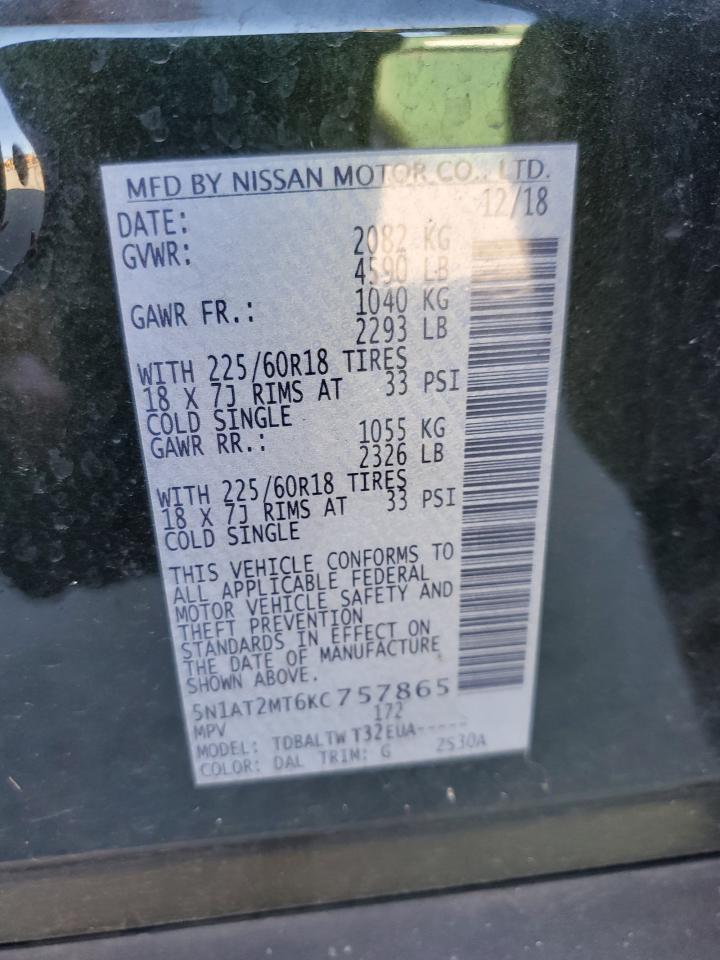 MFD BY NISSAN MOTOR CO., LTD.
DATE: 12/18
GVWR: 2082 KG
4590 LB
GAWR FR.: 1040 KG
2293 LB
WITH 225/60R18 TIRES
18 X 7J RIMS AT 33 PSI
COLD SINGLE
GAWR RR.: 1055 KG
2326 LB
WITH 225/60R18 TIRES
18 X 7J RIMS AT 33 PSI
COLD SINGLE
THIS VEHICLE CONFORMS TO
ALL APPLICABLE FEDERAL
MOTOR VEHICLE SAFETY AND
THEFT PREVENTION
STANDARDS IN EFFECT ON
THE DATE OF MANUFACTURE
SHOWN ABOVE.
5N1AT2MT6KC757865
MPV 172
MODEL: TDBALTWT32EUA-----
COLOR: DAL TRIM: G 2S30A